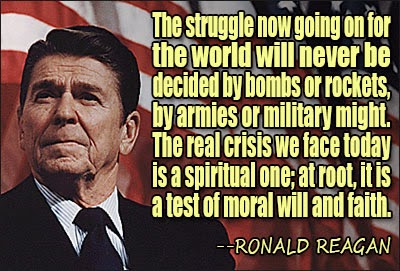 The struggle now going on for
the world will never be
decided by bombs or rockets,
by armies or military might.
The real crisis we face today
is a spiritual one; at root, it is
a test of moral will and faith.
--RONALD REAGAN